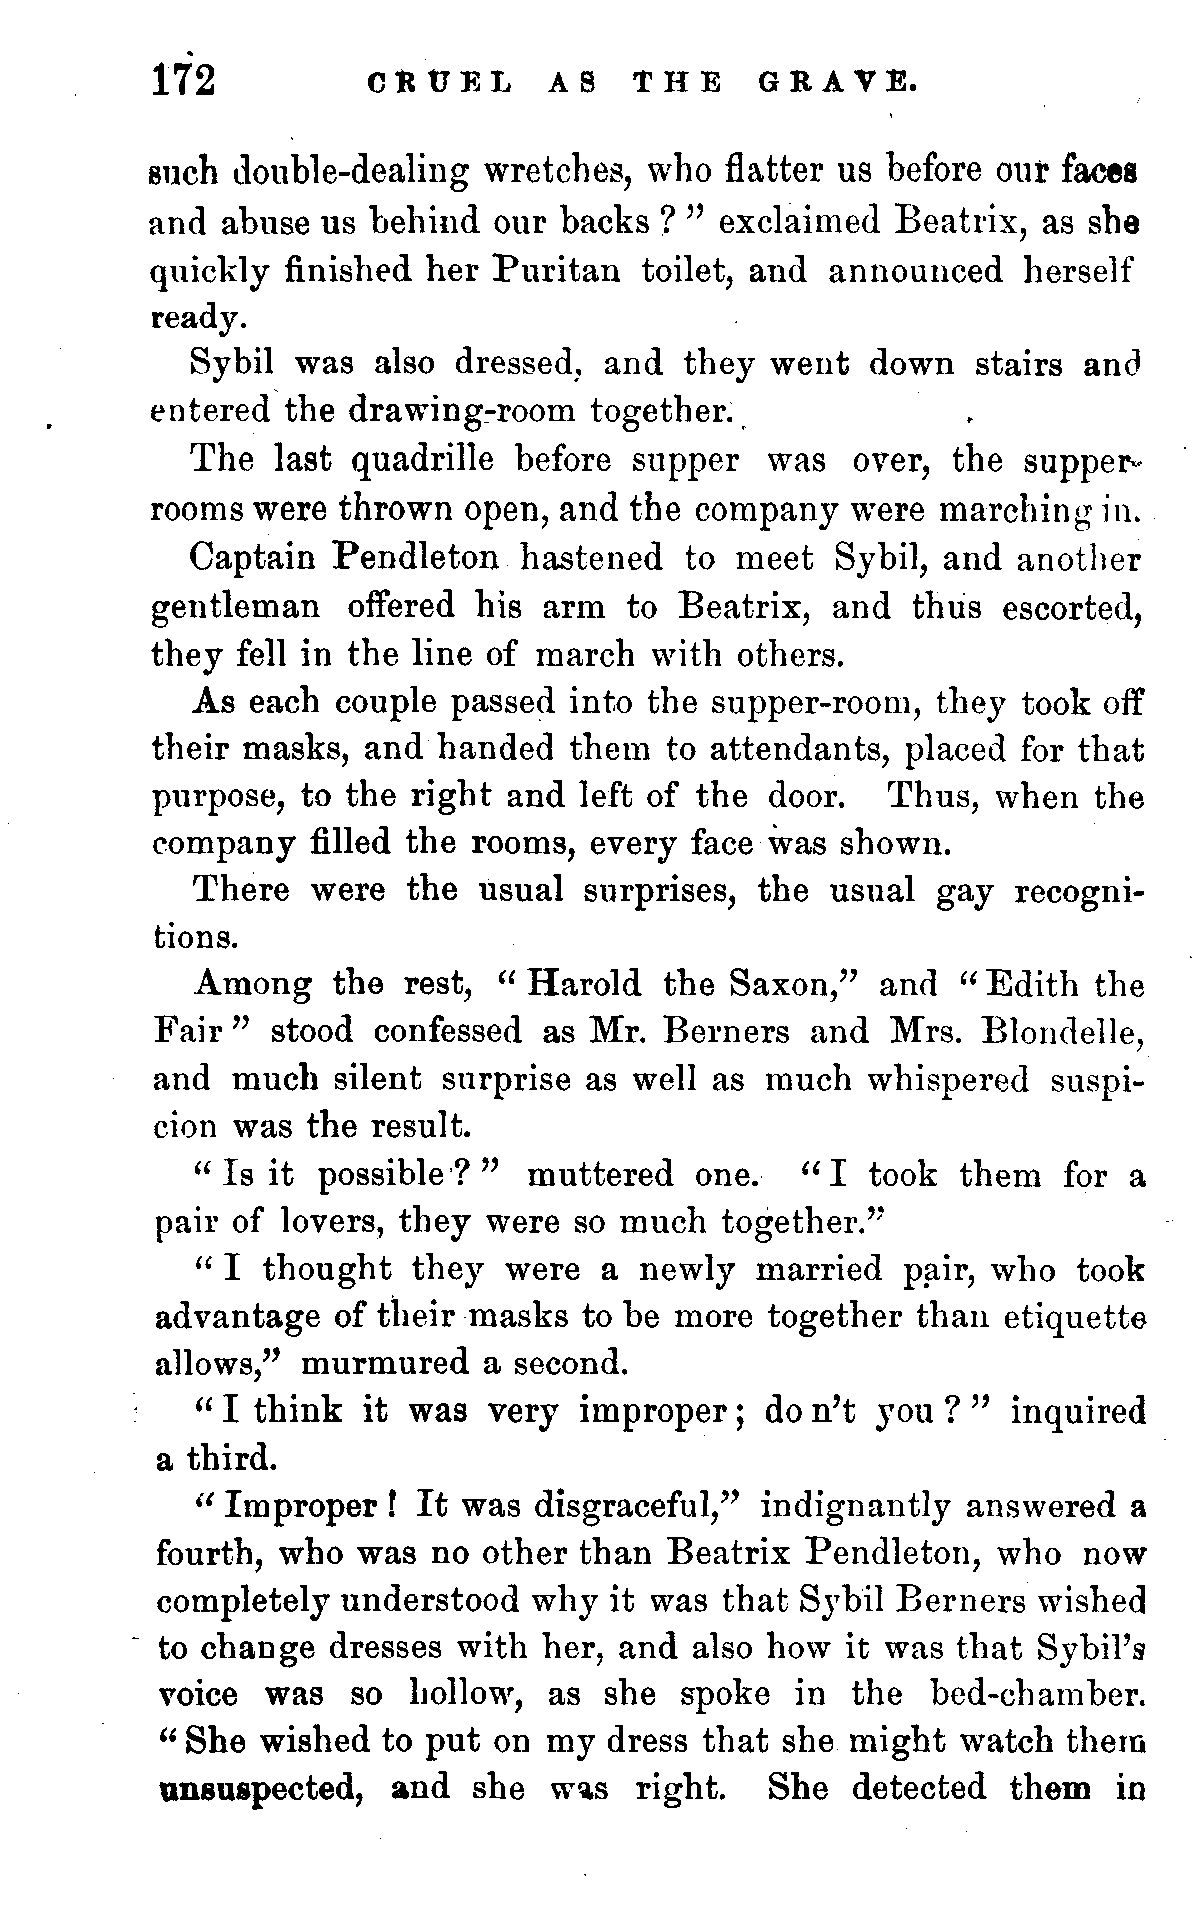 172 CRUEL AS THE GRAVE.
such double-dealing wretches, who flatter us before our faces
and abuse us behind our backs ? " exclaimed Beatrix, as she
quickly finished her Puritan toilet, and announced herself
ready.
Sybil was also dressed, and they went down stairs and
entered the drawing-room together.
The last quadrille before supper was over, the supper-
rooms were thrown open, and the company were marching in.
Captain Pendleton hastened to meet Sybil, and another
gentleman offered his arm to Beatrix, and thus escorted,
they fell in the line of march with others.
As each couple passed into the supper-room, they took off
their masks, and handed them to attendants, placed for that
purpose, to the right and left of the door. Thus, when the
company filled the rooms, every face was shown.
There were the usual surprises, the usual gay recogni-
tions.
Among the rest, " Harold the Saxon," and " Edith the
Fair " stood confessed as Mr. Berners and Mrs. Blondelle,
and much silent surprise as well as much whispered suspi-
cion was the result.
" Is it possible ? " muttered one. " I took them for a
pair of lovers, they were so much together."
" I thought they were a newly married pair, who took
advantage of their masks to be more together than etiquette
allows," murmured a second.
" I think it was very improper ; don't you ? " inquired
a third.
" Improper ! It was disgraceful," indignantly answered a
fourth, who was no other than Beatrix Pendleton, who now
completely understood why it was that Sybil Berners wished
to change dresses with her, and also how it was that Sybil's
voice was so hollow, as she spoke in the bed-chamber.
" She wished to put on my dress that she might watch them
unsuspected, and she was right. She detected them in